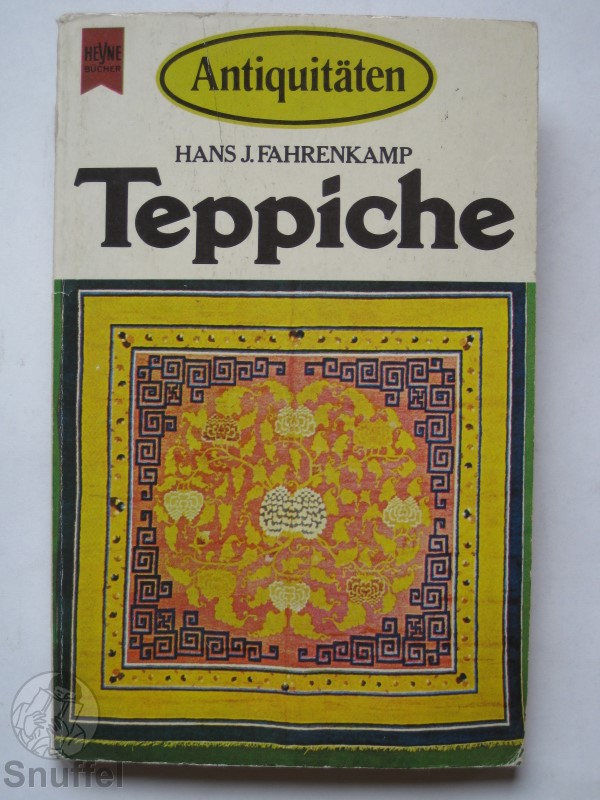 HEYNE
BÜCHER
Antiquitäten
HANS J. FAHRENKAMP
Teppiche
Snuffel